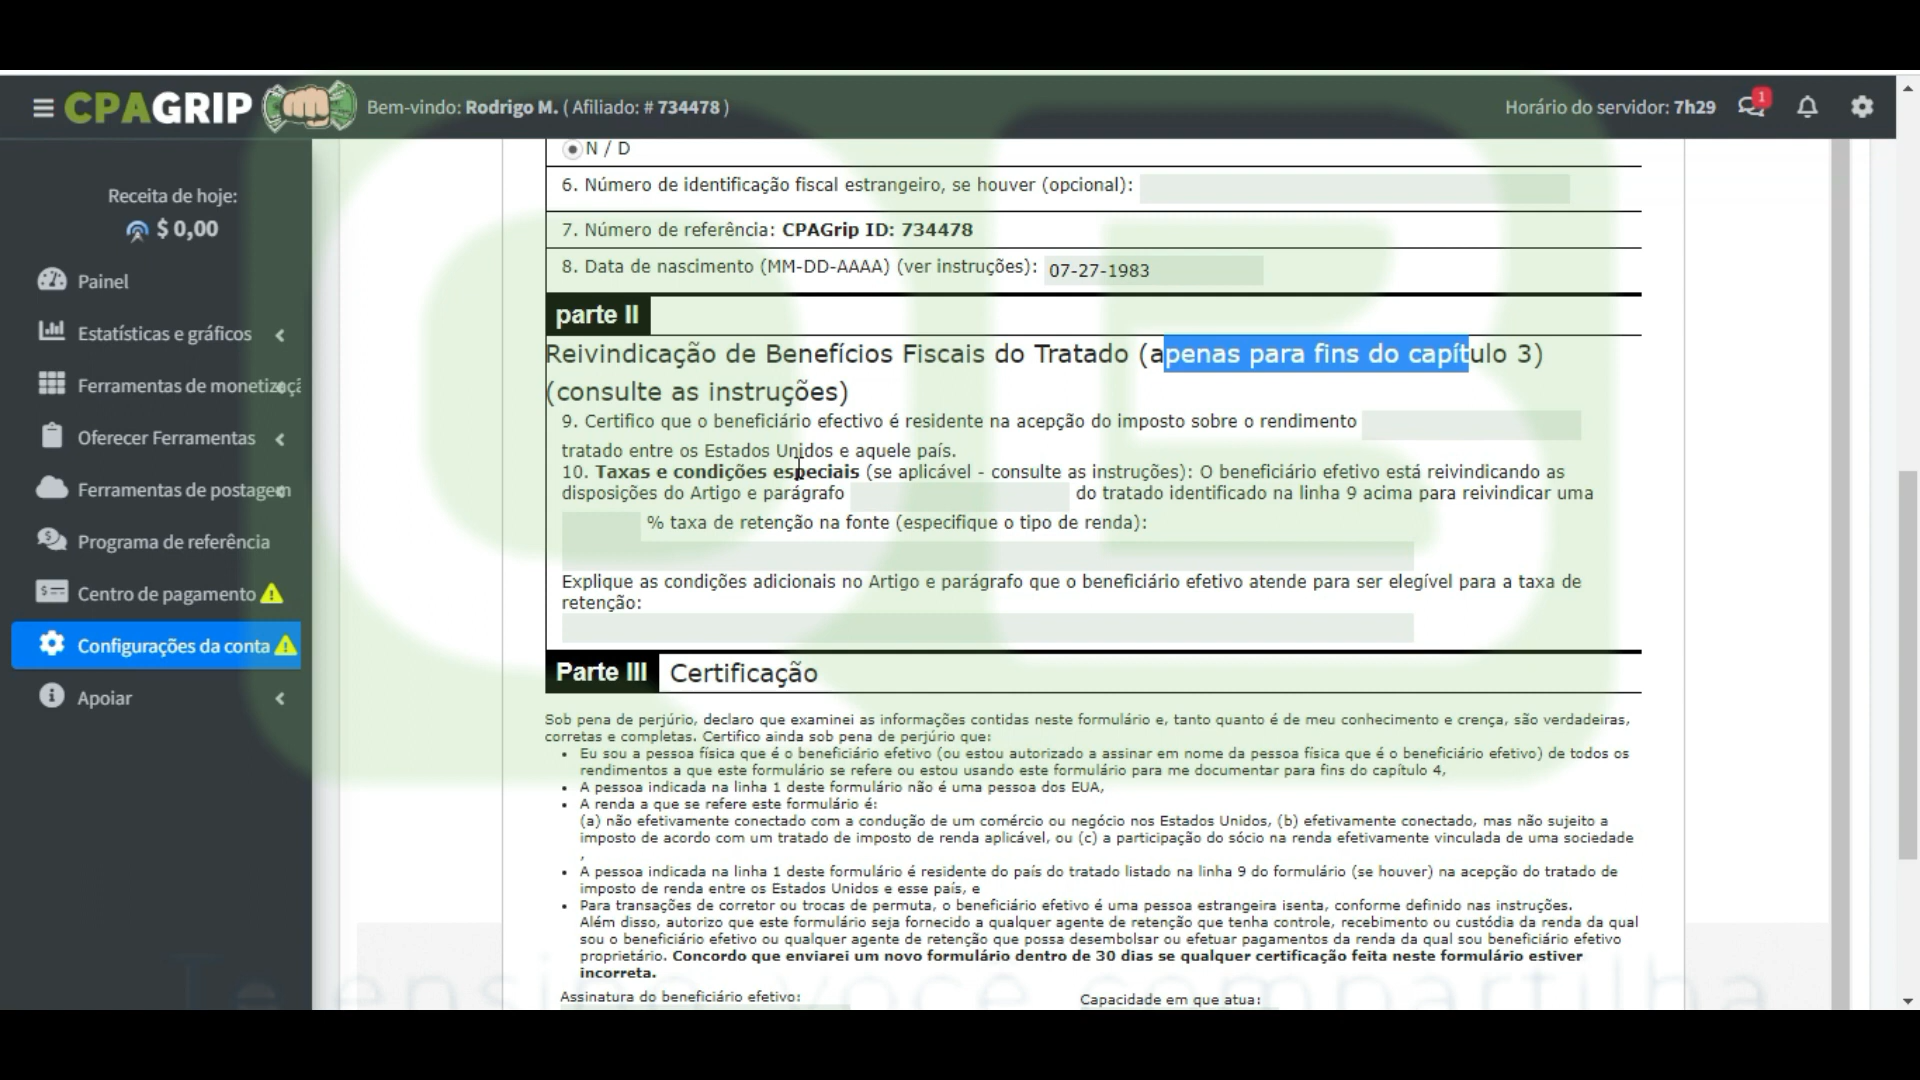 CPAGRIP
Bem-vindo: Rodrigo M. ( Afiliado: # 734478 )
Horário do servidor: 7h29
1
Receita de hoje:
$ 0,00
Painel
Estatísticas e gráficos
Ferramentas de monetizaçã
Oferecer Ferramentas
Ferramentas de postagem
Programa de referência
Centro de pagamento
Configurações da conta
Apoiar
N / D
6. Número de identificação fiscal estrangeiro, se houver (opcional):
7. Número de referência: CPAGrip ID: 734478
8. Data de nascimento (MM-DD-AAAA) (ver instruções): 07-27-1983
parte II
Reivindicação de Benefícios Fiscais do Tratado (apenas para fins do capítulo 3)
(consulte as instruções)
9. Certifico que o beneficiário efectivo é residente na acepção do imposto sobre o rendimento
tratado entre os Estados Unidos e aquele país.
10. Taxas e condições especiais (se aplicável - consulte as instruções): O beneficiário efetivo está reivindicando as
disposições do Artigo e parágrafo do tratado identificado na linha 9 acima para reivindicar uma
% taxa de retenção na fonte (especifique o tipo de renda):
Explique as condições adicionais no Artigo e parágrafo que o beneficiário efetivo atende para ser elegível para a taxa de
retenção:
Parte III Certificação
Sob pena de perjúrio, declaro que examinei as informações contidas neste formulário e, tanto quanto é de meu conhecimento e crença, são verdadeiras,
corretas e completas. Certifico ainda sob pena de perjúrio que:
• Eu sou a pessoa física que é o beneficiário efetivo (ou estou autorizado a assinar em nome da pessoa física que é o beneficiário efetivo) de todos os
rendimentos a que este formulário se refere ou estou usando este formulário para me documentar para fins do capítulo 4,
• A pessoa indicada na linha 1 deste formulário não é uma pessoa dos EUA,
• A renda a que se refere este formulário é:
(a) não efetivamente conectado com a condução de um comércio ou negócio nos Estados Unidos, (b) efetivamente conectado, mas não sujeito a
imposto de acordo com um tratado de imposto de renda aplicável, ou (c) a participação do sócio na renda efetivamente vinculada de uma sociedade
,
• A pessoa indicada na linha 1 deste formulário é residente do país do tratado listado na linha 9 do formulário (se houver) na acepção do tratado de
imposto de renda entre os Estados Unidos e esse país, e
• Para transações de corretor ou trocas de permuta, o beneficiário efetivo é uma pessoa estrangeira isenta, conforme definido nas instruções.
Além disso, autorizo que este formulário seja fornecido a qualquer agente de retenção que tenha controle, recebimento ou custódia da renda da qual
sou o beneficiário efetivo ou qualquer agente de retenção que possa desembolsar ou efetuar pagamentos da renda da qual sou beneficiário efetivo
proprietário. Concordo que enviarei um novo formulário dentro de 30 dias se qualquer certificação feita neste formulário estiver
incorreta.
Te ensino você compartilha
Assinatura do beneficiário efetivo:
Capacidade em que atua: